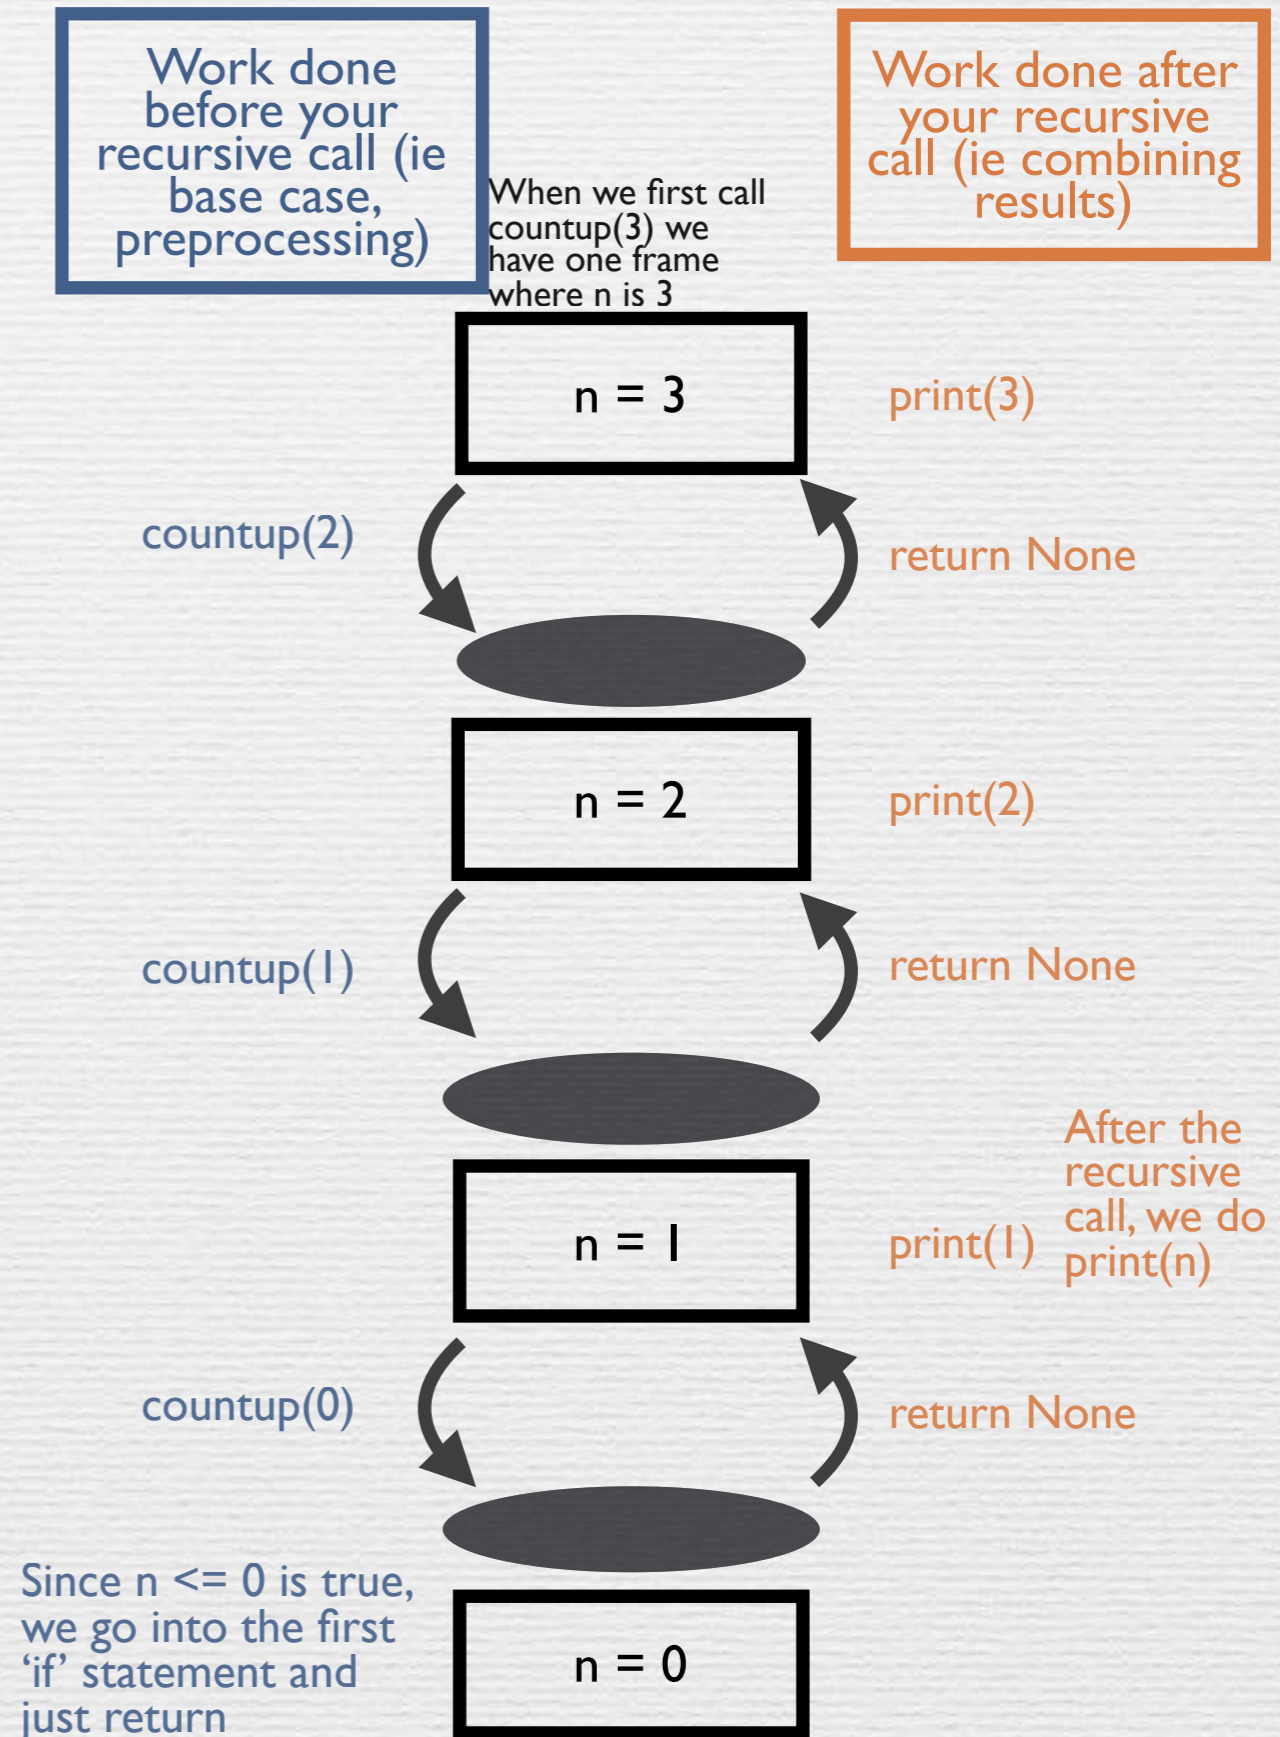 Work done
before your
recursive call (ie
base case,
preprocessing)
Work done after
your recursive
call (ie combining
results)
When we first call
countup(3) we
have one frame
where n is 3
n = 3
print(3)
countup(2)
return None
n = 2
print(2)
countup(1)
return None
n = 1
print(1)
After the
recursive
call, we do
print(n)
countup(0)
return None
Since n <= 0 is true,
we go into the first
‘if’ statement and
just return
n = 0